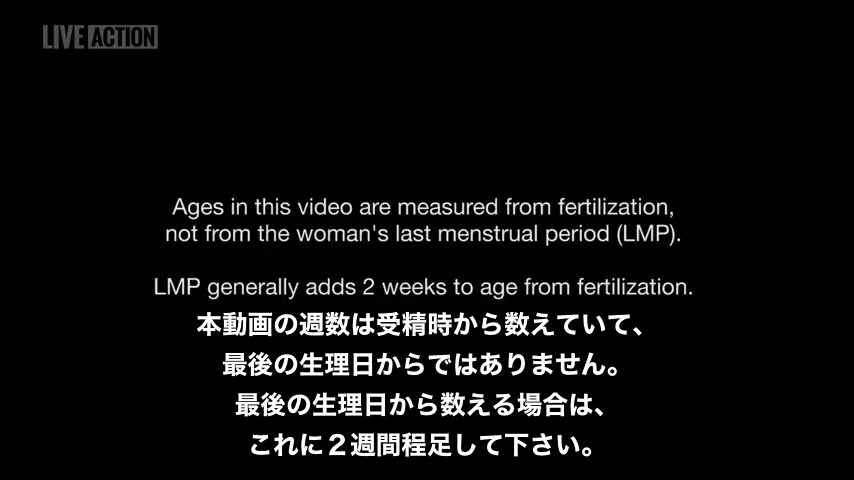 LIVE ACTION
Ages in this video are measured from fertilization,
not from the woman's last menstrual period (LMP).
LMP generally adds 2 weeks to age from fertilization.
本動画の週数は受精時から数えていて、
最後の生理日からではありません。
最後の生理日から数える場合は、
これに２週間程足して下さい。